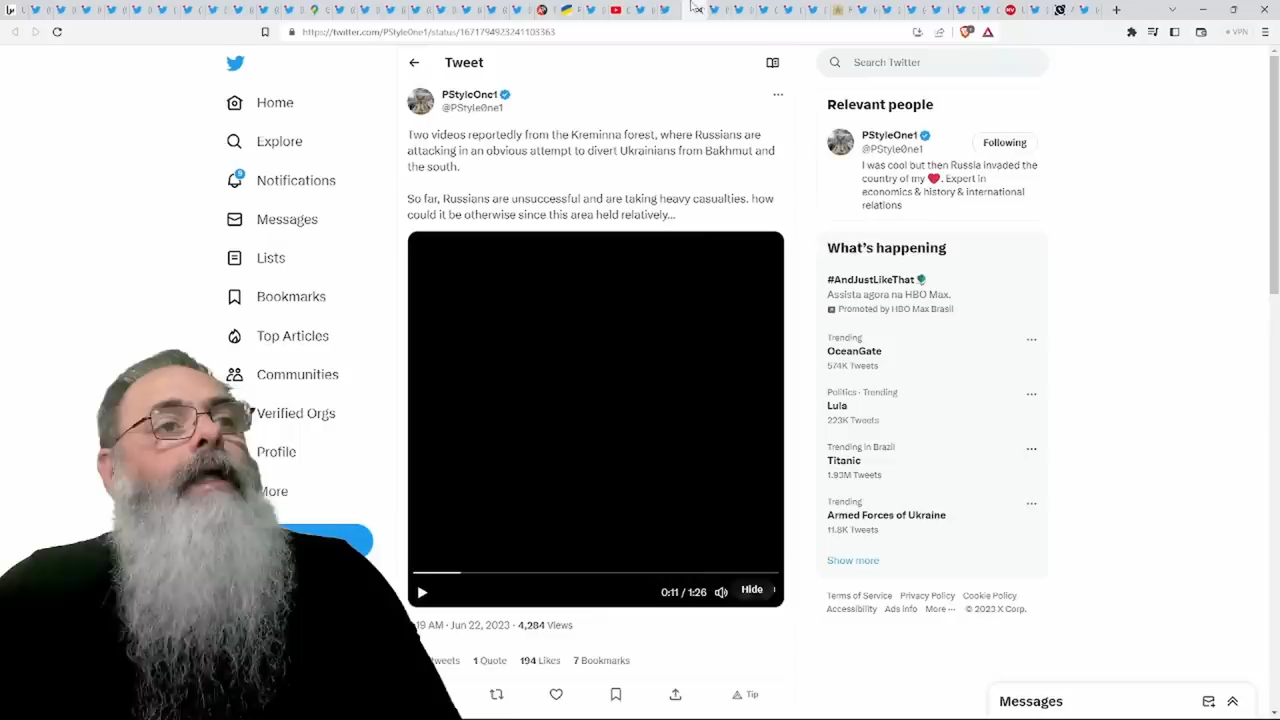 https://twitter.com/PStyle0ne1/status/1671794923241103363
VPN
Home
Explore
9
Notifications
Messages
Lists
Bookmarks
Top Articles
Communities
Verified Orgs
Profile
More
Tweet
PStyleOne1
@PStyle0ne1
Two videos reportedly from the Kreminna forest, where Russians are
attacking in an obvious attempt to divert Ukrainians from Bakhmut and
the south.
So far, Russians are unsuccessful and are taking heavy casualties. how
could it be otherwise since this area held relatively...
0:11 / 1:26
Hide
19 AM · Jun 22, 2023 · 4,284 Views
1 Quote 194 Likes 7 Bookmarks
Tip
Search Twitter
Relevant people
PStyleOne1
@PStyle0ne1
Following
I was cool but then Russia invaded the
country of my ❤️. Expert in
economics & history & international
relations
What's happening
#AndJustLikeThat
Assista agora na HBO Max.
Promoted by HBO Max Brasil
Trending
OceanGate
574K Tweets
Politics · Trending
Lula
223K Tweets
Trending in Brazil
Titanic
1.93M Tweets
Trending
Armed Forces of Ukraine
11.8K Tweets
Show more
Terms of Service Privacy Policy Cookie Policy
Accessibility Ads info More ··· © 2023 X Corp.
Messages